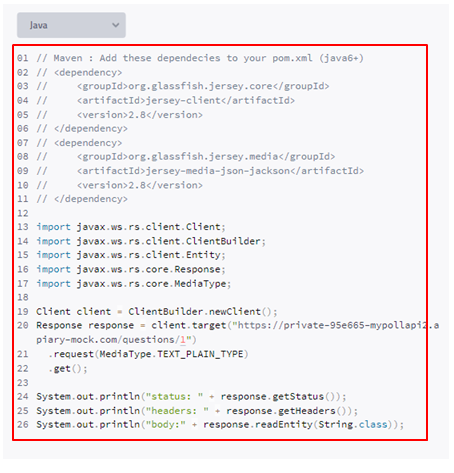 Java
01 // Maven : Add these dependecies to your pom.xml (java6+)
02 // <dependency>
03 //     <groupId>org.glassfish.jersey.core</groupId>
04 //     <artifactId>jersey-client</artifactId>
05 //     <version>2.8</version>
06 // </dependency>
07 // <dependency>
08 //     <groupId>org.glassfish.jersey.media</groupId>
09 //     <artifactId>jersey-media-json-jackson</artifactId>
10 //     <version>2.8</version>
11 // </dependency>
12
13 import javax.ws.rs.client.Client;
14 import javax.ws.rs.client.ClientBuilder;
15 import javax.ws.rs.client.Entity;
16 import javax.ws.rs.core.Response;
17 import javax.ws.rs.core.MediaType;
18
19 Client client = ClientBuilder.newClient();
20 Response response = client.target("https://private-95e665-mypollapi2.a
piary-mock.com/questions/1")
21   .request(MediaType.TEXT_PLAIN_TYPE)
22   .get();
23
24 System.out.println("status: " + response.getStatus());
25 System.out.println("headers: " + response.getHeaders());
26 System.out.println("body:" + response.readEntity(String.class));